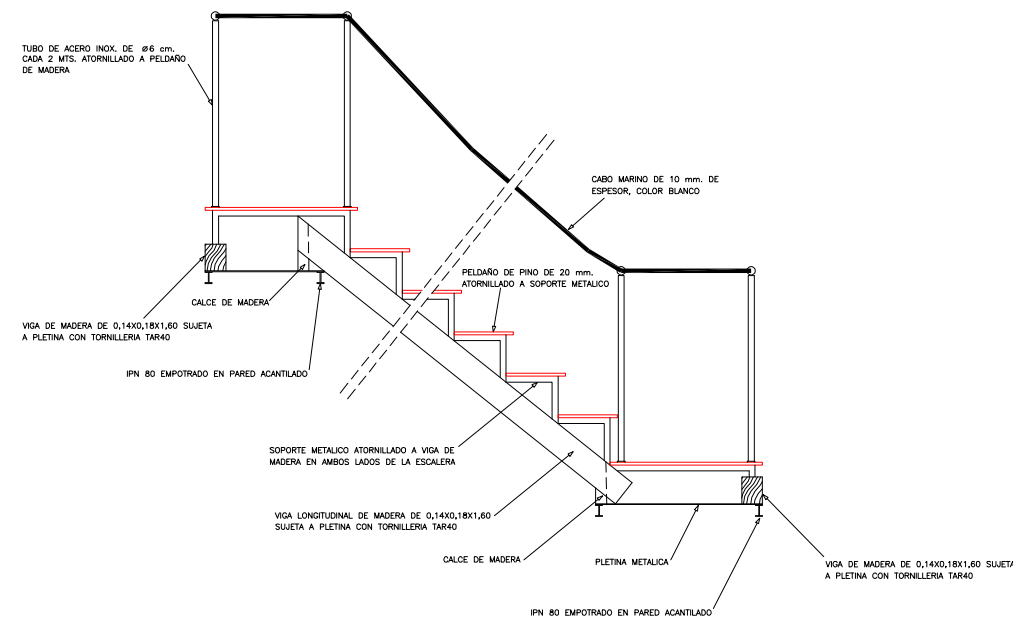 TUBO DE ACERO INOX. DE Ø6 cm.
CADA 2 MTS. ATORNILLADO A PELDAÑO
DE MADERA
CABO MARINO DE 10 mm. DE
ESPESOR, COLOR BLANCO
PELDAÑO DE PINO DE 20 mm.
ATORNILLADO A SOPORTE METALICO
CALCE DE MADERA
VIGA DE MADERA DE 0,14X0,18X1,60 SUJETA
A PLETINA CON TORNILLERIA TAR40
IPN 80 EMPOTRADO EN PARED ACANTILADO
SOPORTE METALICO ATORNILLADO A VIGA DE
MADERA EN AMBOS LADOS DE LA ESCALERA
VIGA LONGITUDINAL DE MADERA DE 0,14X0,18X1,60
SUJETA A PLETINA CON TORNILLERIA TAR40
CALCE DE MADERA
PLETINA METALICA
VIGA DE MADERA DE 0,14X0,18X1,60 SUJETA
A PLETINA CON TORNILLERIA TAR40
IPN 80 EMPOTRADO EN PARED ACANTILADO